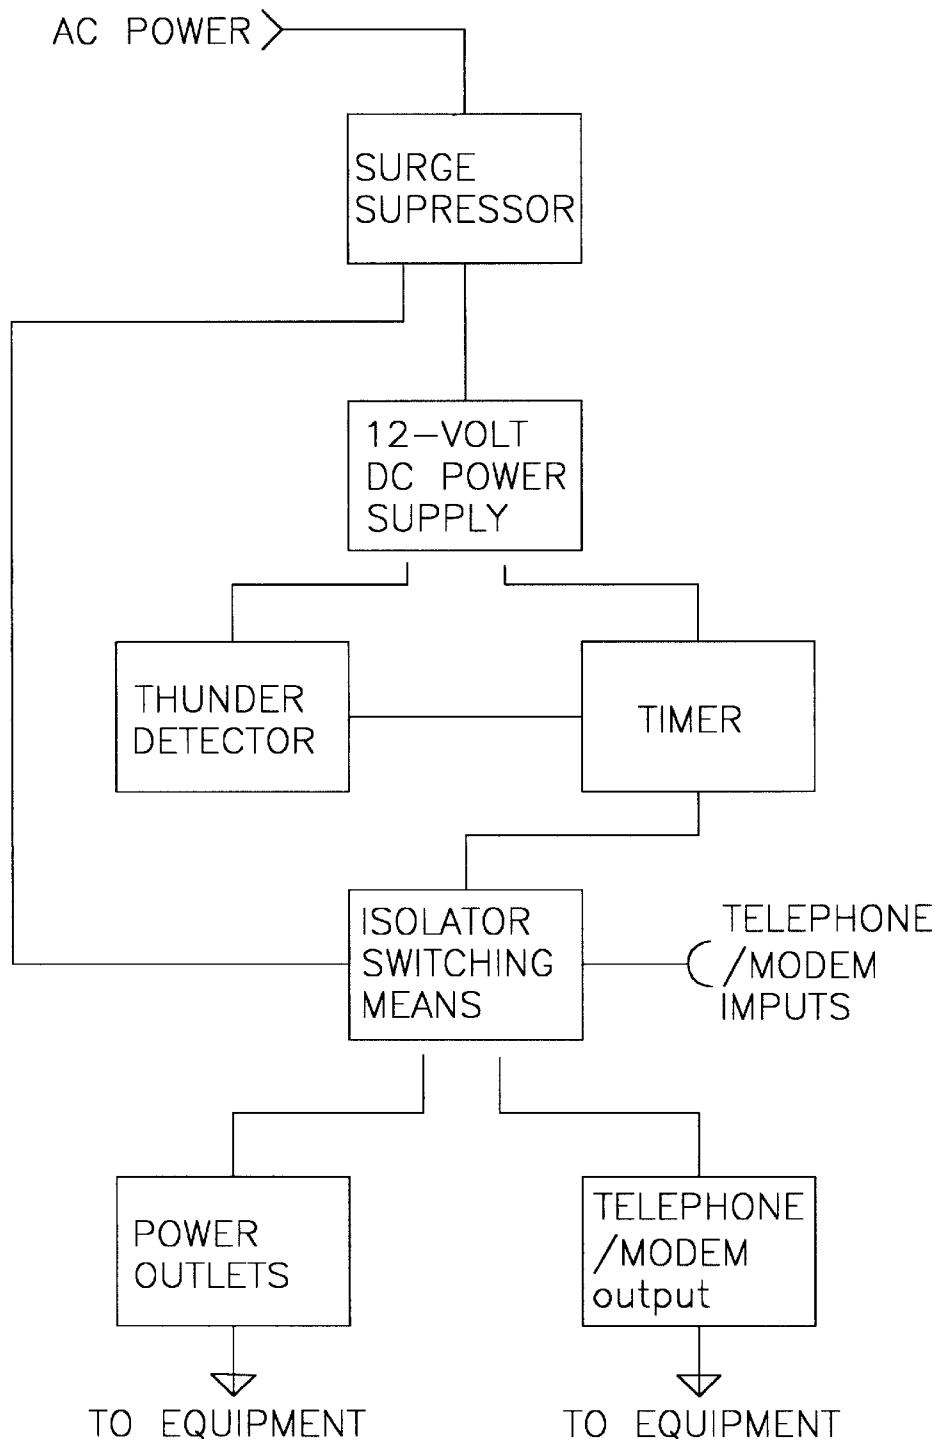 AC POWER
SURGE
SUPRESSOR
12-VOLT
DC POWER
SUPPLY
THUNDER
DETECTOR
TIMER
ISOLATOR
SWITCHING
MEANS
TELEPHONE
/MODEM
IMPUTS
POWER
OUTLETS
TELEPHONE
/MODEM
output
TO EQUIPMENT
TO EQUIPMENT